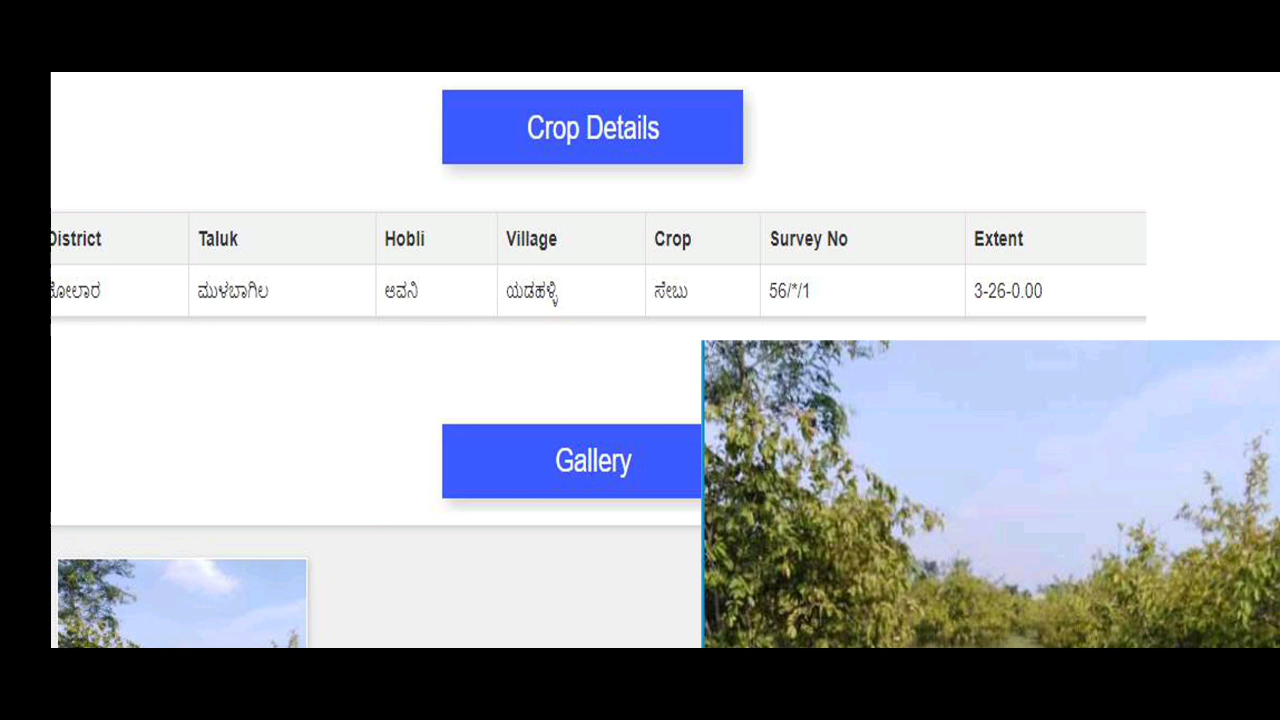 Crop Details
District Taluk Hobli Village Crop Survey No Extent
ಕೋಲಾರ ಮುಳಬಾಗಿಲ ಆವನಿ ಯಡಹಳ್ಳಿ ಸೇಬು 56/*/1 3-26-0.00
Gallery